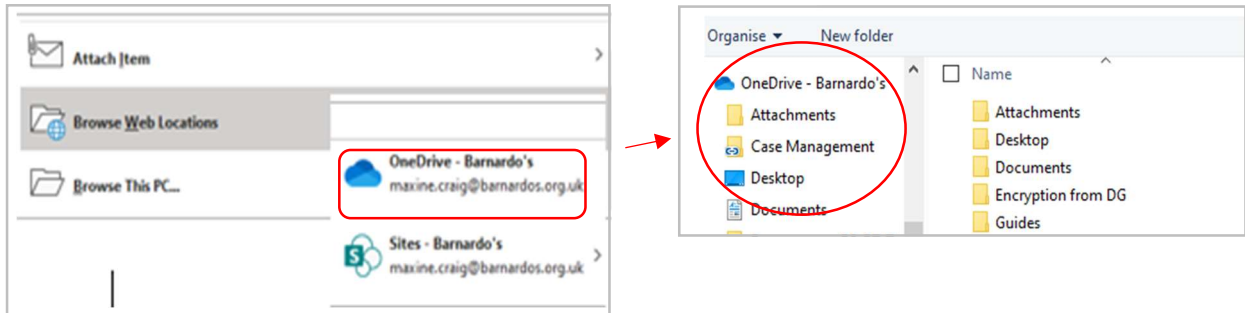 Attach Item
Browse Web Locations
Browse This PC...
OneDrive - Barnardo's
maxine.craig@barnardos.org.uk
Sites - Barnardo's
maxine.craig@barnardos.org.uk
Organise New folder
OneDrive - Barnardo's
Attachments
Case Management
Desktop
Documents
Name
Attachments
Desktop
Documents
Encryption from DG
Guides